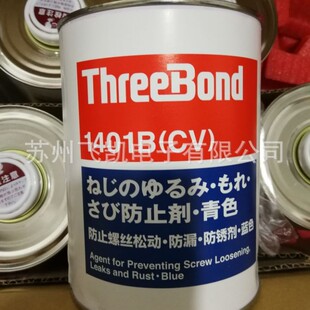 ThreeBond
1401B(CV)
苏州飞凯电子有限公司
ねじのゆるみ・もれ・
さび防止剤・青色
防止螺丝松动・防漏・防锈剂・蓝色
Agent for Preventing Screw Loosening,
Leaks and Rust・Blue